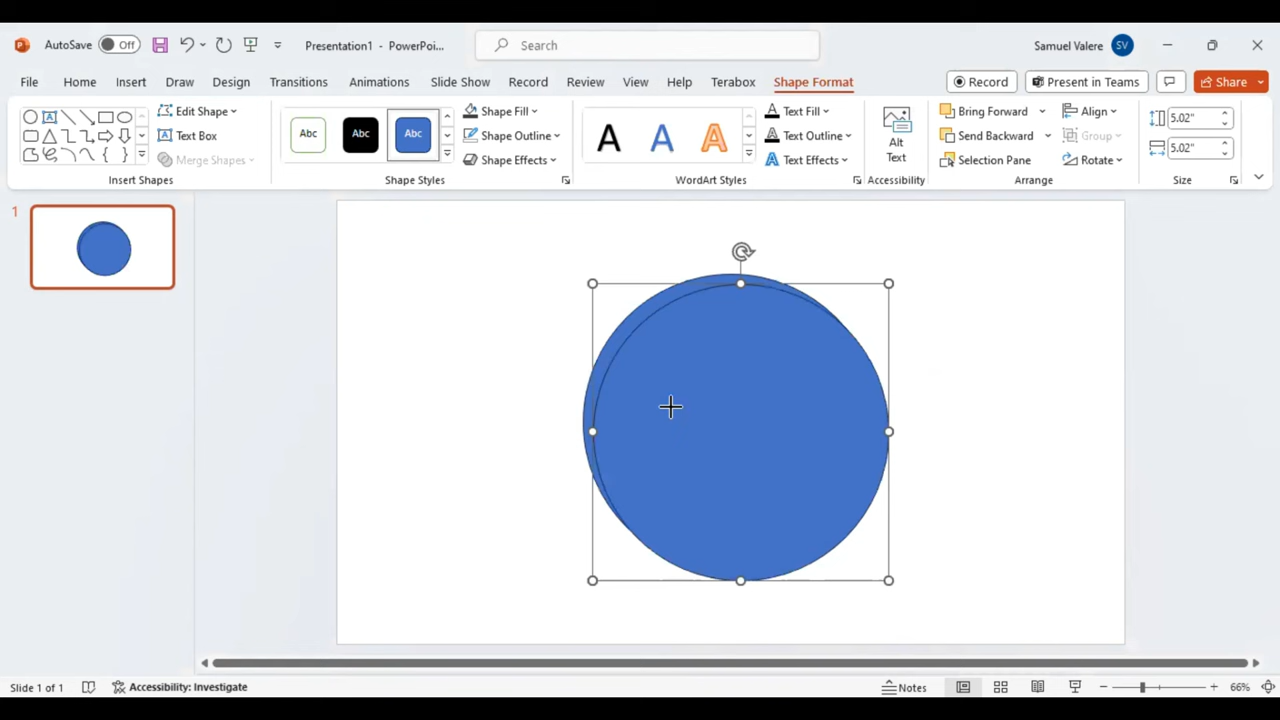 AutoSave Off Presentation1 - PowerPoi... Search Samuel Valere SV
File Home Insert Draw Design Transitions Animations Slide Show Record Review View Help Terabox Shape Format Record Present in Teams Share
Edit Shape
Text Box
Merge Shapes
Insert Shapes
Abc Abc Abc
Shape Fill
Shape Outline
Shape Effects
Shape Styles
A A A
Text Fill
Text Outline
Text Effects
WordArt Styles
Alt
Text
Accessibility
Bring Forward
Send Backward
Selection Pane
Align
Group
Rotate
Arrange
5.02"
5.02"
Size
1
Slide 1 of 1 Accessibility: Investigate Notes 66%